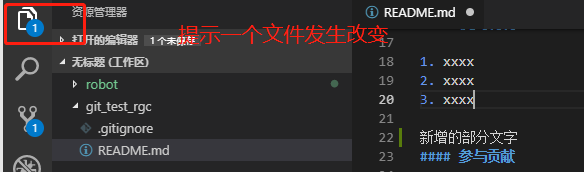 资源管理器
提示一个文件发生改变
打开的编辑器 1 个未保存
无标题 (工作区)
robot
git_test_rgc
.gitignore
README.md
1
1
README.md
17
18 1. xxxx
19 2. xxxx
20 3. xxxx
21
22 新增的部分文字
23 #### 参与贡献